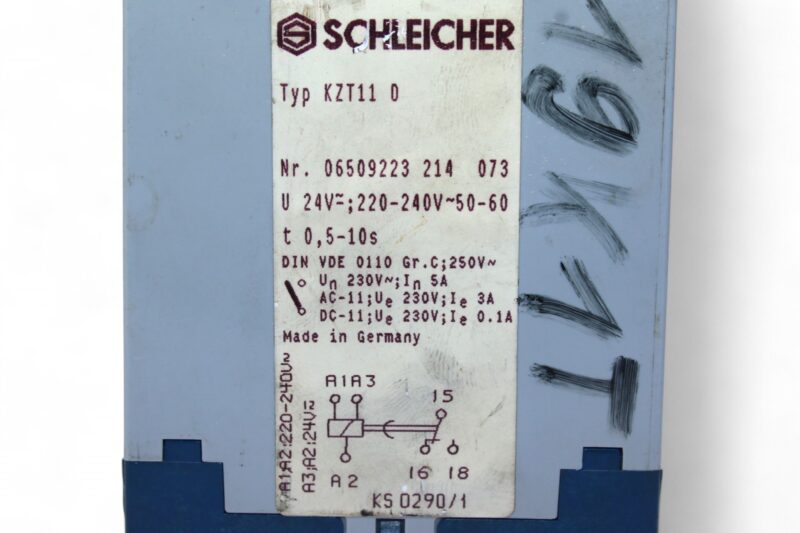 SCHLEICHER
Typ KZT11 D
Nr. 06509223 214 073
U 24V≂;220-240V~50-60
t 0,5-10s
DIN VDE 0110 Gr.C;250V~
Un 230V~;In 5A
AC-11;Ue 230V;Ie 3A
DC-11;Ue 230V;Ie 0.1A
Made in Germany
A1;A2:220-240V~
A3;A2:24V≂
A1A3
15
A2
16 18
KS 0290/1
19K1I